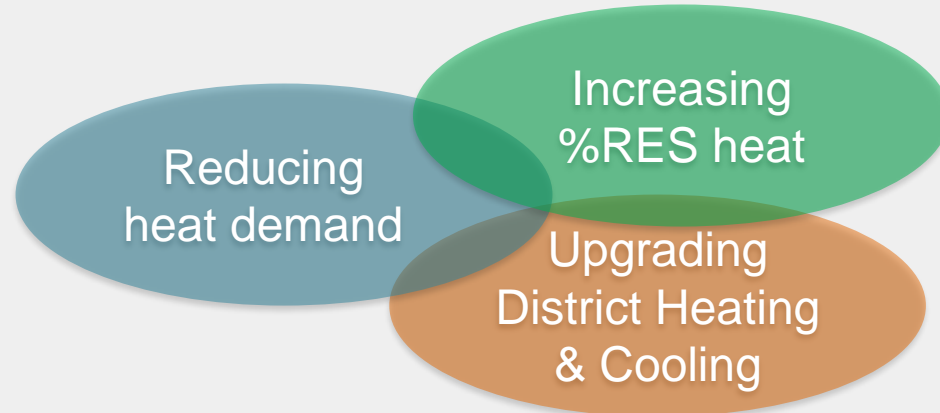 Reducing
heat demand
Increasing
%RES heat
Upgrading
District Heating
& Cooling